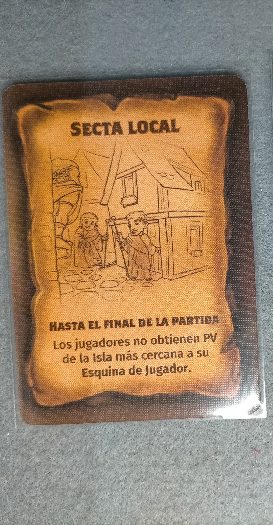 SECTA LOCAL
HASTA EL FINAL DE LA PARTIDA
Los jugadores no obtienen PV
de la Isla más cercana a su
Esquina de Jugador.